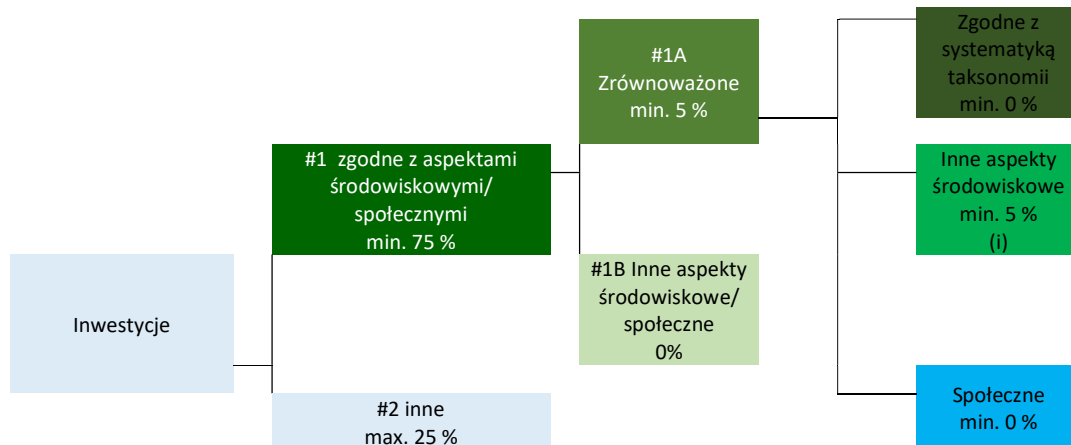 Inwestycje
#1 zgodne z aspektami
środowiskowymi/
społecznymi
min. 75 %
#2 inne
max. 25 %
#1A
Zrównoważone
min. 5 %
#1B Inne aspekty
środowiskowe/
społeczne
0%
Zgodne z
systematyką
taksonomii
min. 0 %
Inne aspekty
środowiskowe
min. 5 %
(i)
Społeczne
min. 0 %